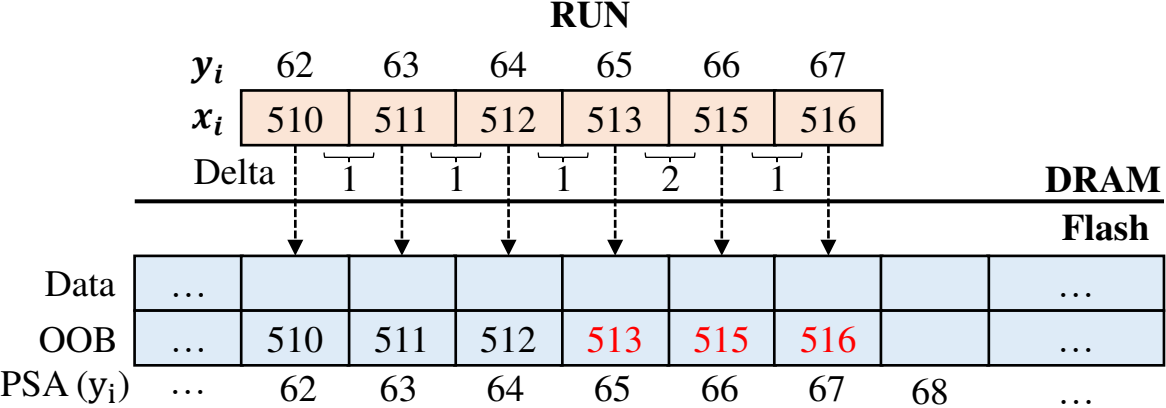 RUN
yᵢ 62 63 64 65 66 67
xᵢ 510 511 512 513 515 516
Delta 1 1 1 2 1
DRAM
Flash
Data … …
OOB … 510 511 512 513 515 516 …
PSA (yᵢ) … 62 63 64 65 66 67 68 …